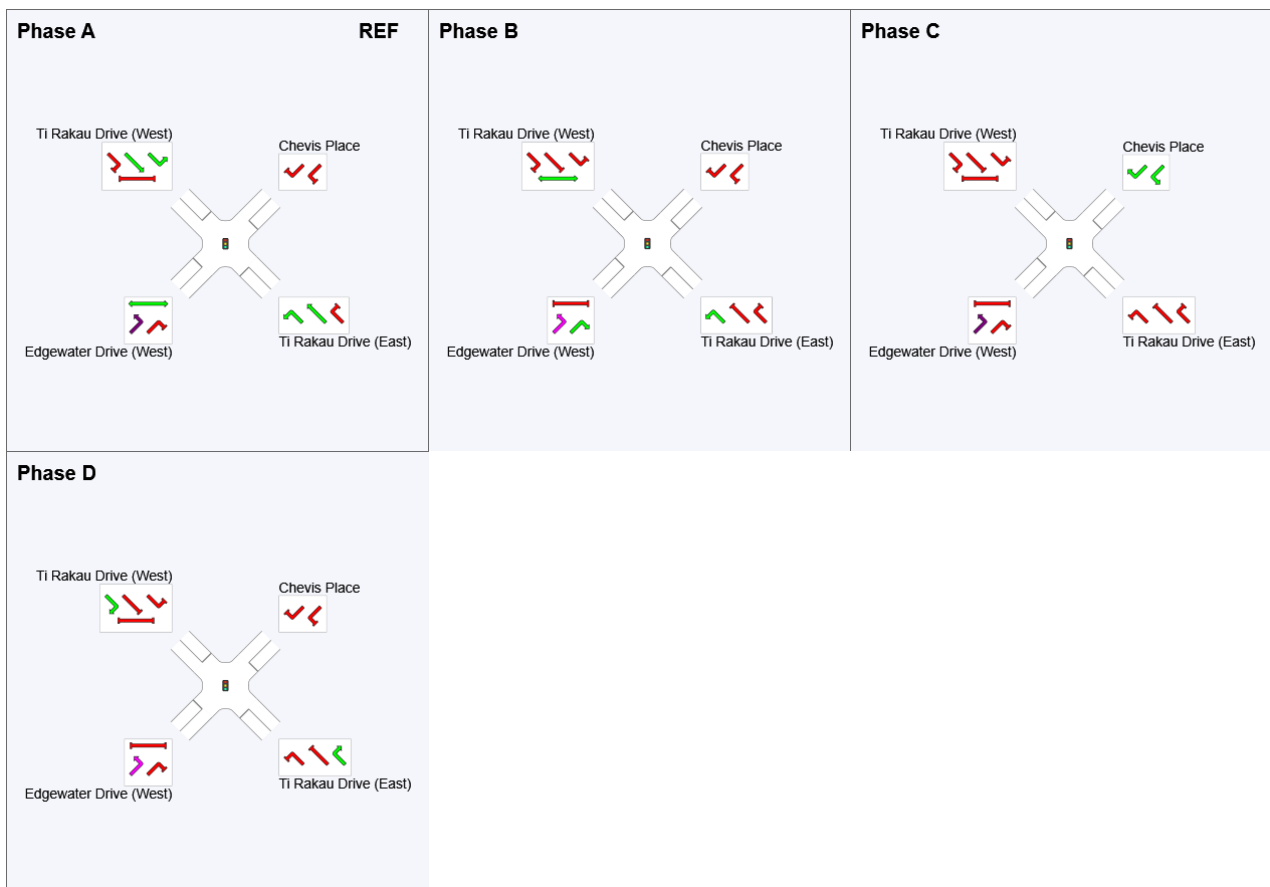 Phase A
REF
Ti Rakau Drive (West)
Chevis Place
Edgewater Drive (West)
Ti Rakau Drive (East)
Phase B
Ti Rakau Drive (West)
Chevis Place
Edgewater Drive (West)
Ti Rakau Drive (East)
Phase C
Ti Rakau Drive (West)
Chevis Place
Edgewater Drive (West)
Ti Rakau Drive (East)
Phase D
Ti Rakau Drive (West)
Chevis Place
Edgewater Drive (West)
Ti Rakau Drive (East)